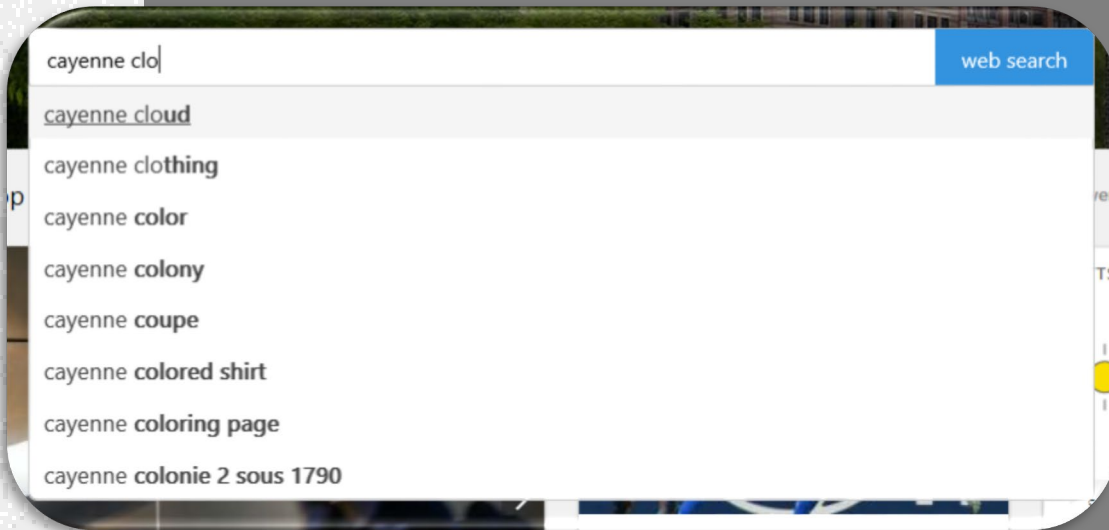 cayenne clo
web search
cayenne cloud
cayenne clothing
cayenne color
cayenne colony
cayenne coupe
cayenne colored shirt
cayenne coloring page
cayenne colonie 2 sous 1790